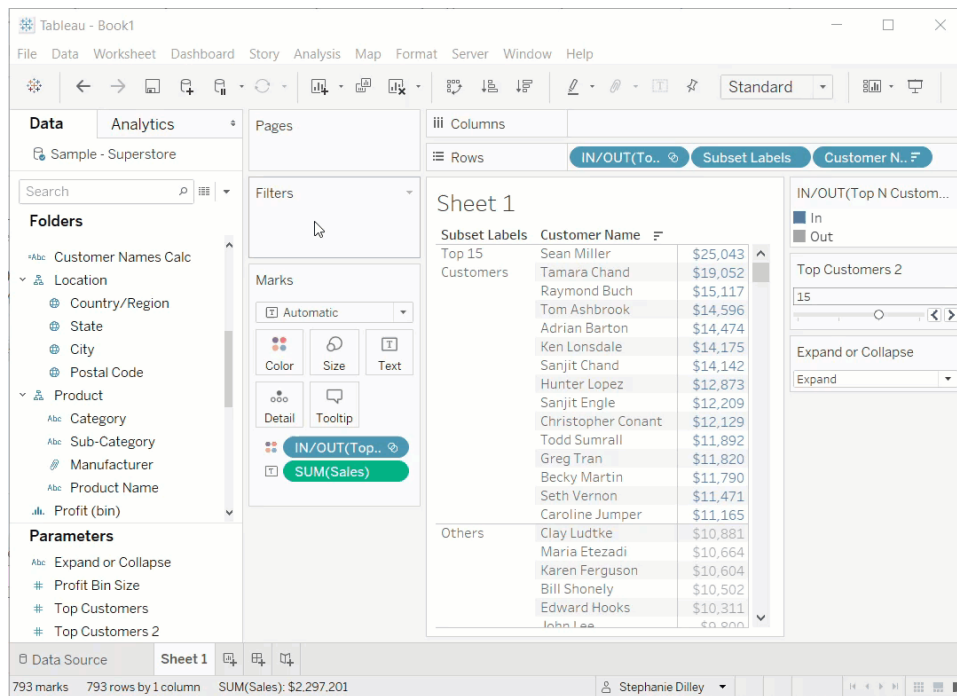 Tableau - Book1
File Data Worksheet Dashboard Story Analysis Map Format Server Window Help
Standard
Data Analytics
Sample - Superstore
Search
Folders
Customer Names Calc
Location
Country/Region
State
City
Postal Code
Product
Abc Category
Abc Sub-Category
Manufacturer
Abc Product Name
Profit (bin)
Parameters
Abc Expand or Collapse
# Profit Bin Size
# Top Customers
# Top Customers 2
Pages
Filters
Marks
Automatic
Color Size Text
Detail Tooltip
IN/OUT(Top..
SUM(Sales)
Columns
Rows IN/OUT(To.. Subset Labels Customer N..
Sheet 1
Subset Labels Customer Name
Top 15 Customers
Sean Miller $25,043
Tamara Chand $19,052
Raymond Buch $15,117
Tom Ashbrook $14,596
Adrian Barton $14,474
Ken Lonsdale $14,175
Sanjit Chand $14,142
Hunter Lopez $12,873
Sanjit Engle $12,209
Christopher Conant $12,129
Todd Sumrall $11,892
Greg Tran $11,820
Becky Martin $11,790
Seth Vernon $11,471
Caroline Jumper $11,165
Others Clay Ludtke $10,881
Maria Etezadi $10,664
Karen Ferguson $10,604
Bill Shonely $10,502
Edward Hooks $10,311
John Lee $9,800
IN/OUT(Top N Custom...
In
Out
Top Customers 2
15
Expand or Collapse
Expand
Data Source Sheet 1
793 marks 793 rows by 1 column SUM(Sales): $2,297,201
Stephanie Dilley